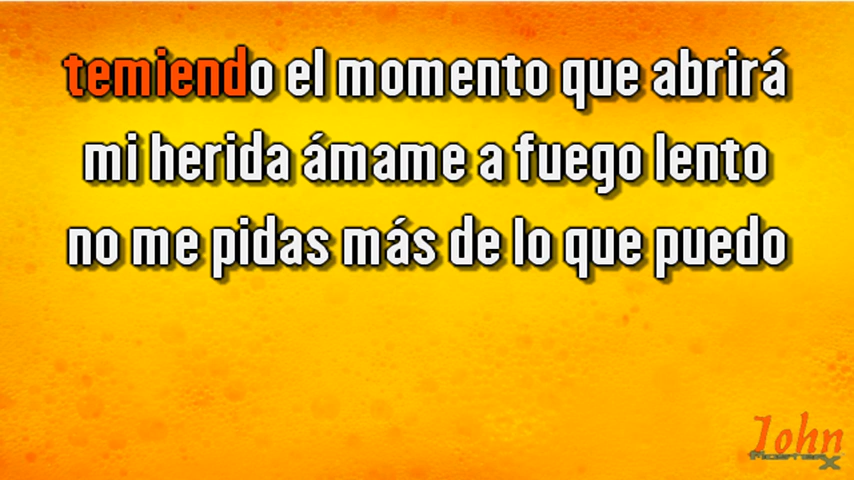 temiendo el momento que abrirá
mi herida ámame a fuego lento
no me pidas más de lo que puedo
John